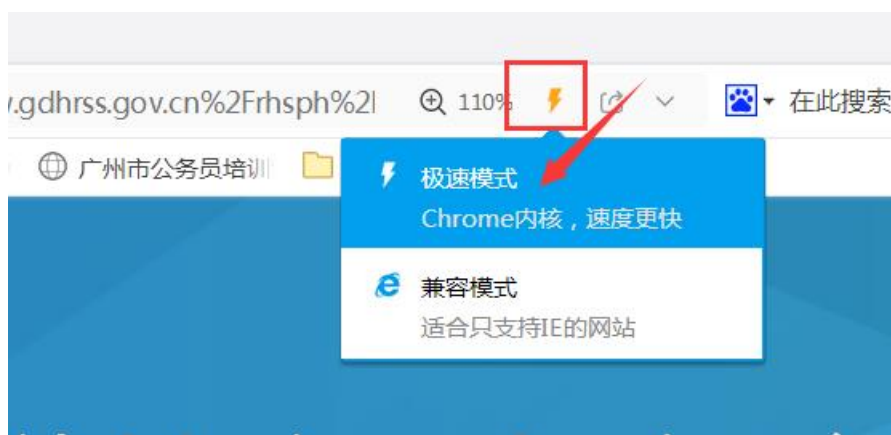 .gdhrss.gov.cn%2Frhsph%2
110%
在此搜索
广州市公务员培训
极速模式
Chrome内核，速度更快
兼容模式
适合只支持IE的网站